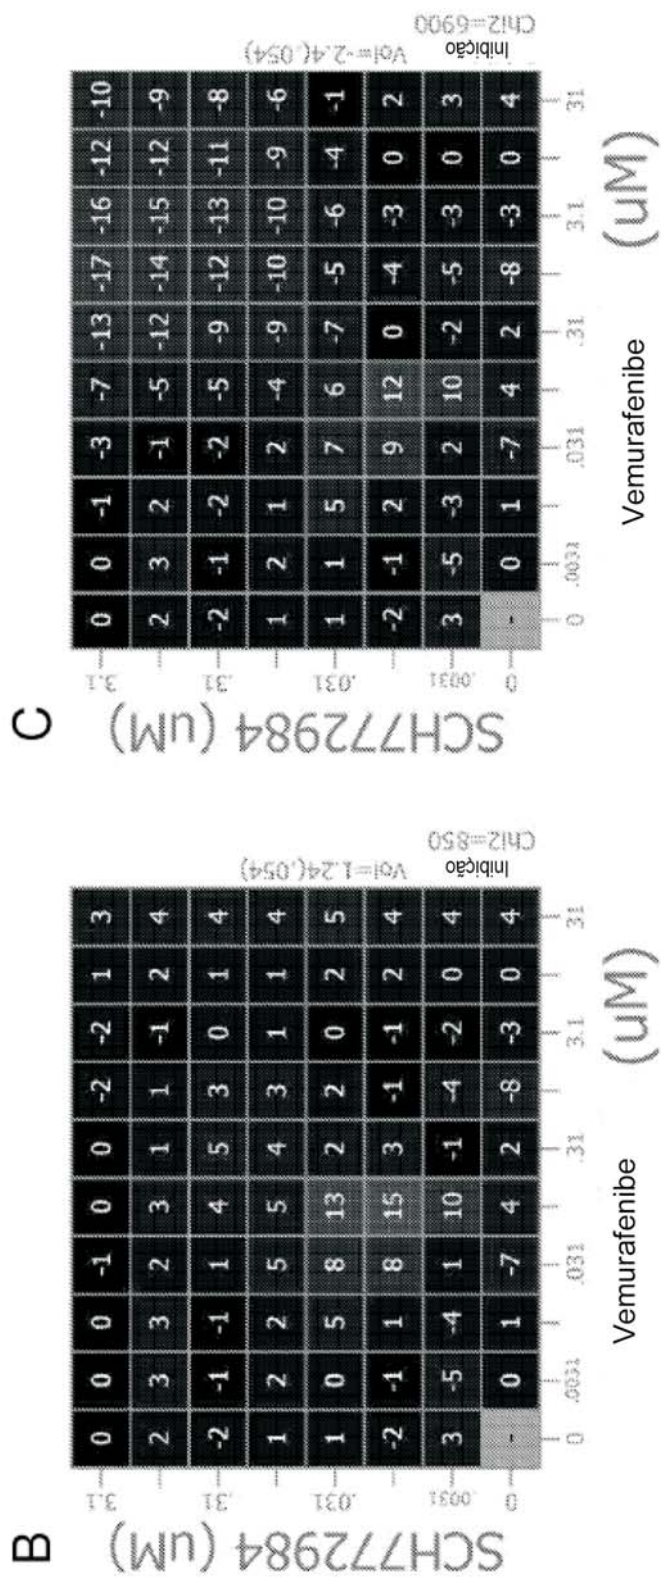 B
SCH772984 (uM)
3.1 0 0 0 -1 0 0 -2 -2 1 3
2 3 3 2 3 1 1 -1 2 4
.31 -2 -1 -1 1 4 5 3 0 1 4
1 2 2 5 5 4 3 1 1 4
.031 1 0 5 8 13 2 2 0 2 5
-2 -1 1 8 15 3 -1 -1 2 4
.0031 3 -5 -4 1 10 -1 -4 -2 0 4
0 - 0 1 -7 4 2 -8 -3 0 4
0 .0031 .031 .31 3.1 31
Vemurafenibe (uM)
Vol=1.24(.054)
Inibição
Chi2=850
C
SCH772984 (uM)
3.1 0 0 -1 -3 -7 -13 -17 -16 -12 -10
2 3 2 -1 -5 -12 -14 -15 -12 -9
.31 -2 -1 -2 -2 -5 -9 -12 -13 -11 -8
1 2 1 2 -4 -9 -10 -10 -9 -6
.031 1 1 5 7 6 -7 -5 -6 -4 -1
-2 -1 2 9 12 0 -4 -3 0 2
.0031 3 -5 -3 2 10 -2 -5 -3 0 3
0 - 0 1 -7 4 2 -8 -3 0 4
0 .0031 .031 .31 3.1 31
Vemurafenibe (uM)
Vol=-2.4(.054)
Inibição
Chi2=6900